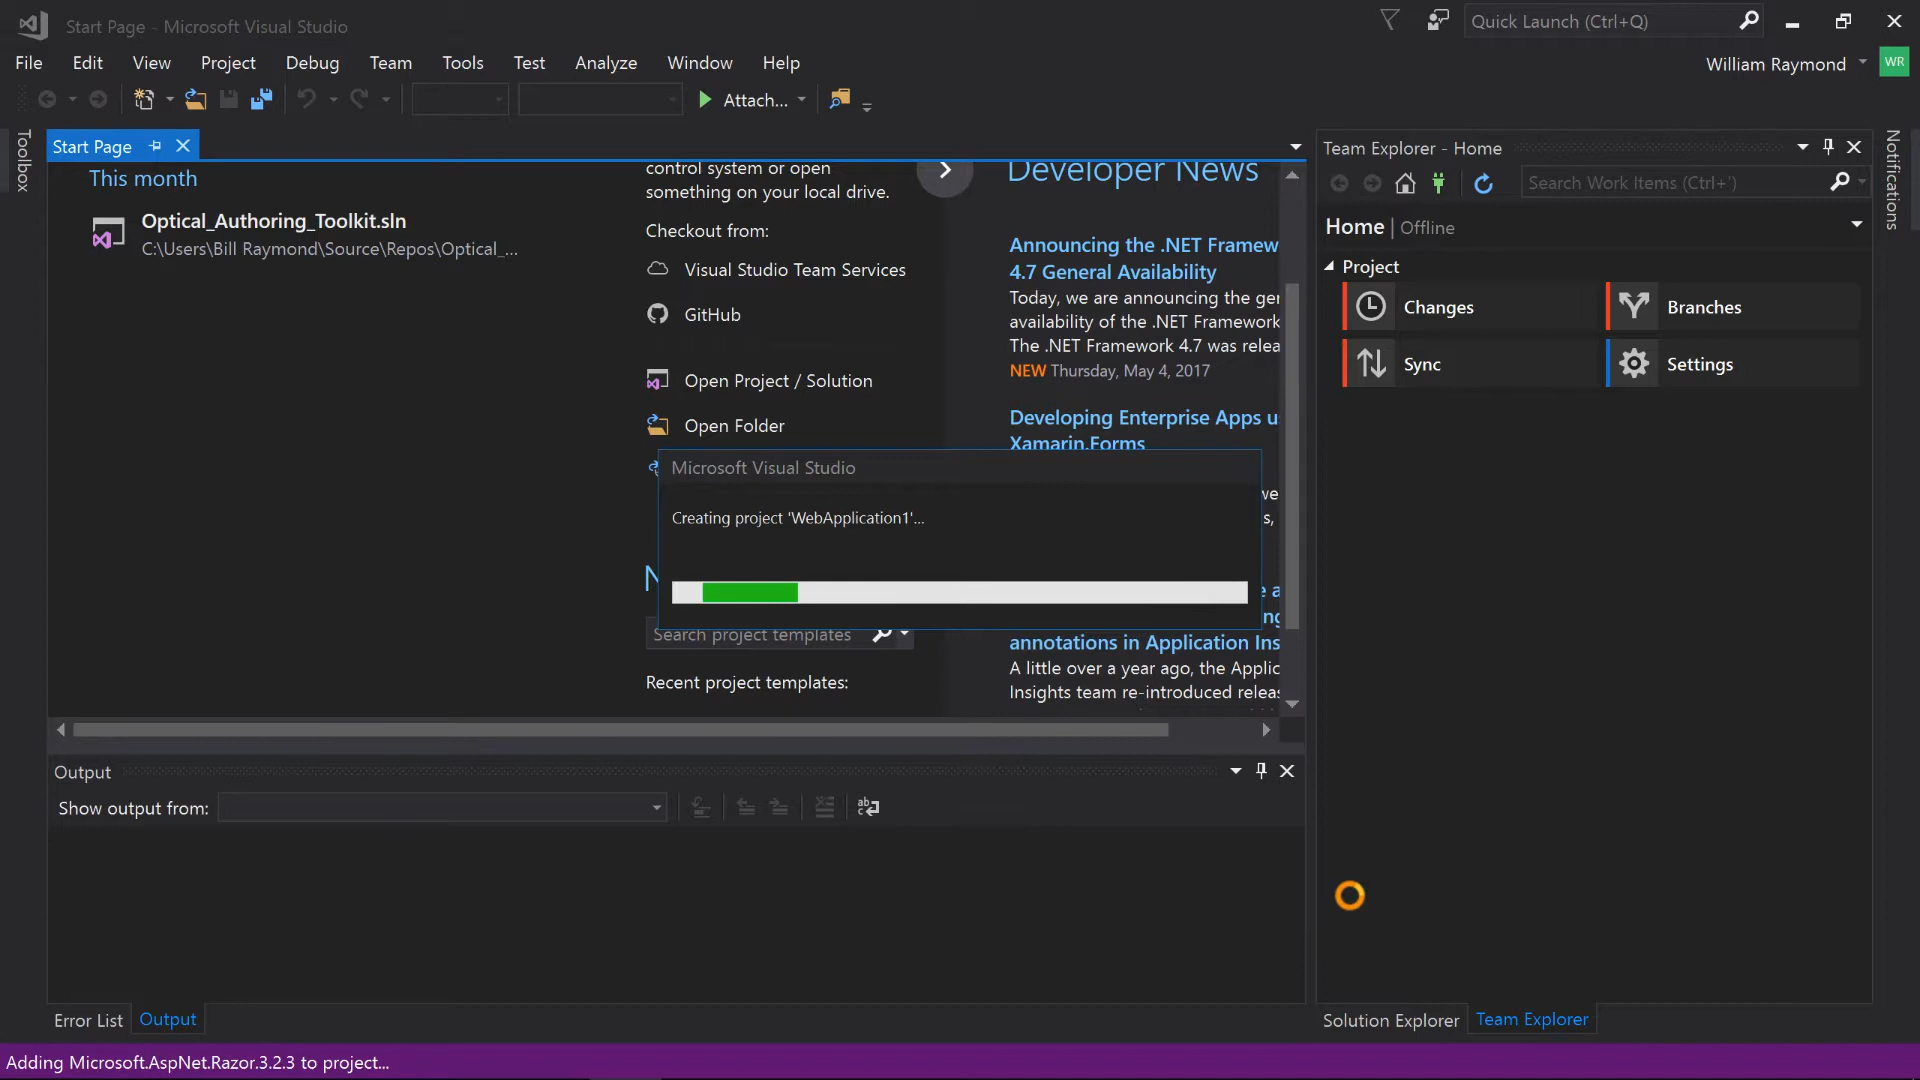 Start Page - Microsoft Visual Studio
Quick Launch (Ctrl+Q)
File Edit View Project Debug Team Tools Test Analyze Window Help
William Raymond
WR
Attach...
Toolbox
Start Page
This month
Optical_Authoring_Toolkit.sln
C:\Users\Bill Raymond\Source\Repos\Optical_...
control system or open
something on your local drive.
Checkout from:
Visual Studio Team Services
GitHub
Open Project / Solution
Open Folder
Search project templates
Recent project templates:
Developer News
Announcing the .NET Framew
4.7 General Availability
Today, we are announcing the gen
availability of the .NET Framework
The .NET Framework 4.7 was relea
NEW Thursday, May 4, 2017
Developing Enterprise Apps u
Xamarin.Forms
we
s,
e a
ng
annotations in Application Ins
A little over a year ago, the Applic
Insights team re-introduced releas
Microsoft Visual Studio
Creating project 'WebApplication1'...
Team Explorer - Home
Search Work Items (Ctrl+')
Home | Offline
Project
Changes
Branches
Sync
Settings
Notifications
Output
Show output from:
Error List
Output
Solution Explorer
Team Explorer
Adding Microsoft.AspNet.Razor.3.2.3 to project...